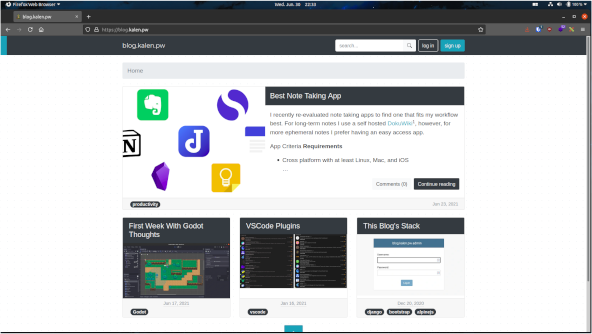 Firefox Web Browser
Wed. Jun. 30 22:10
100%
blog.kalen.pw
https://blog.kalen.pw
blog.kalen.pw
search...
log in
sign up
Home
Best Note Taking App
I recently re-evaluated note taking apps to find one that fits my workflow
best. For long-term notes I use a self hosted DokuWiki¹, however, for
more ephemeral notes I prefer having an easy access app.
App Criteria Requirements
Cross platform with at least Linux, Mac, and iOS
...
Comments (0)
Continue reading
productivity
Jan 23, 2021
First Week With Godot
Thoughts
VSCode Plugins
This Blog's Stack
Jan 17, 2021
Jan 16, 2021
Dec 20, 2020
Godot
vscode
django
bootstrap
alpinejs